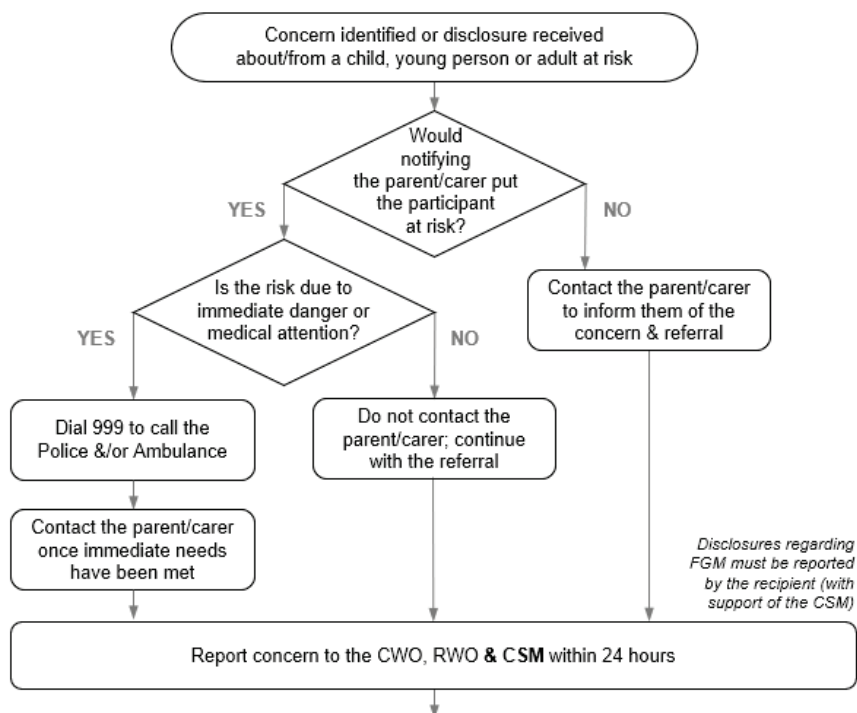 Concern identified or disclosure received
about/from a child, young person or adult at risk
Would
notifying
the parent/carer put
the participant
at risk?
YES
NO
Is the risk due to
immediate danger or
medical attention?
YES
NO
Contact the parent/carer
to inform them of the
concern & referral
Dial 999 to call the
Police &/or Ambulance
Do not contact the
parent/carer; continue
with the referral
Contact the parent/carer
once immediate needs
have been met
Disclosures regarding
FGM must be reported
by the recipient (with
support of the CSM)
Report concern to the CWO, RWO & CSM within 24 hours